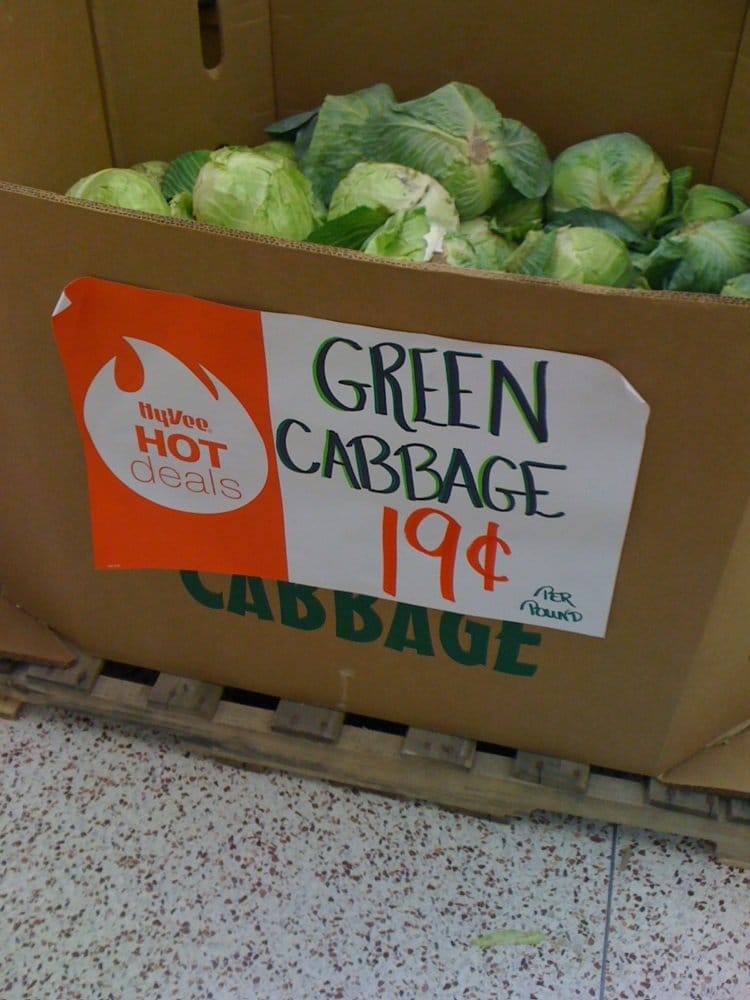 HyVee
HOT
deals
GREEN
CABBAGE
19¢
PER
POUND
CABBAGE